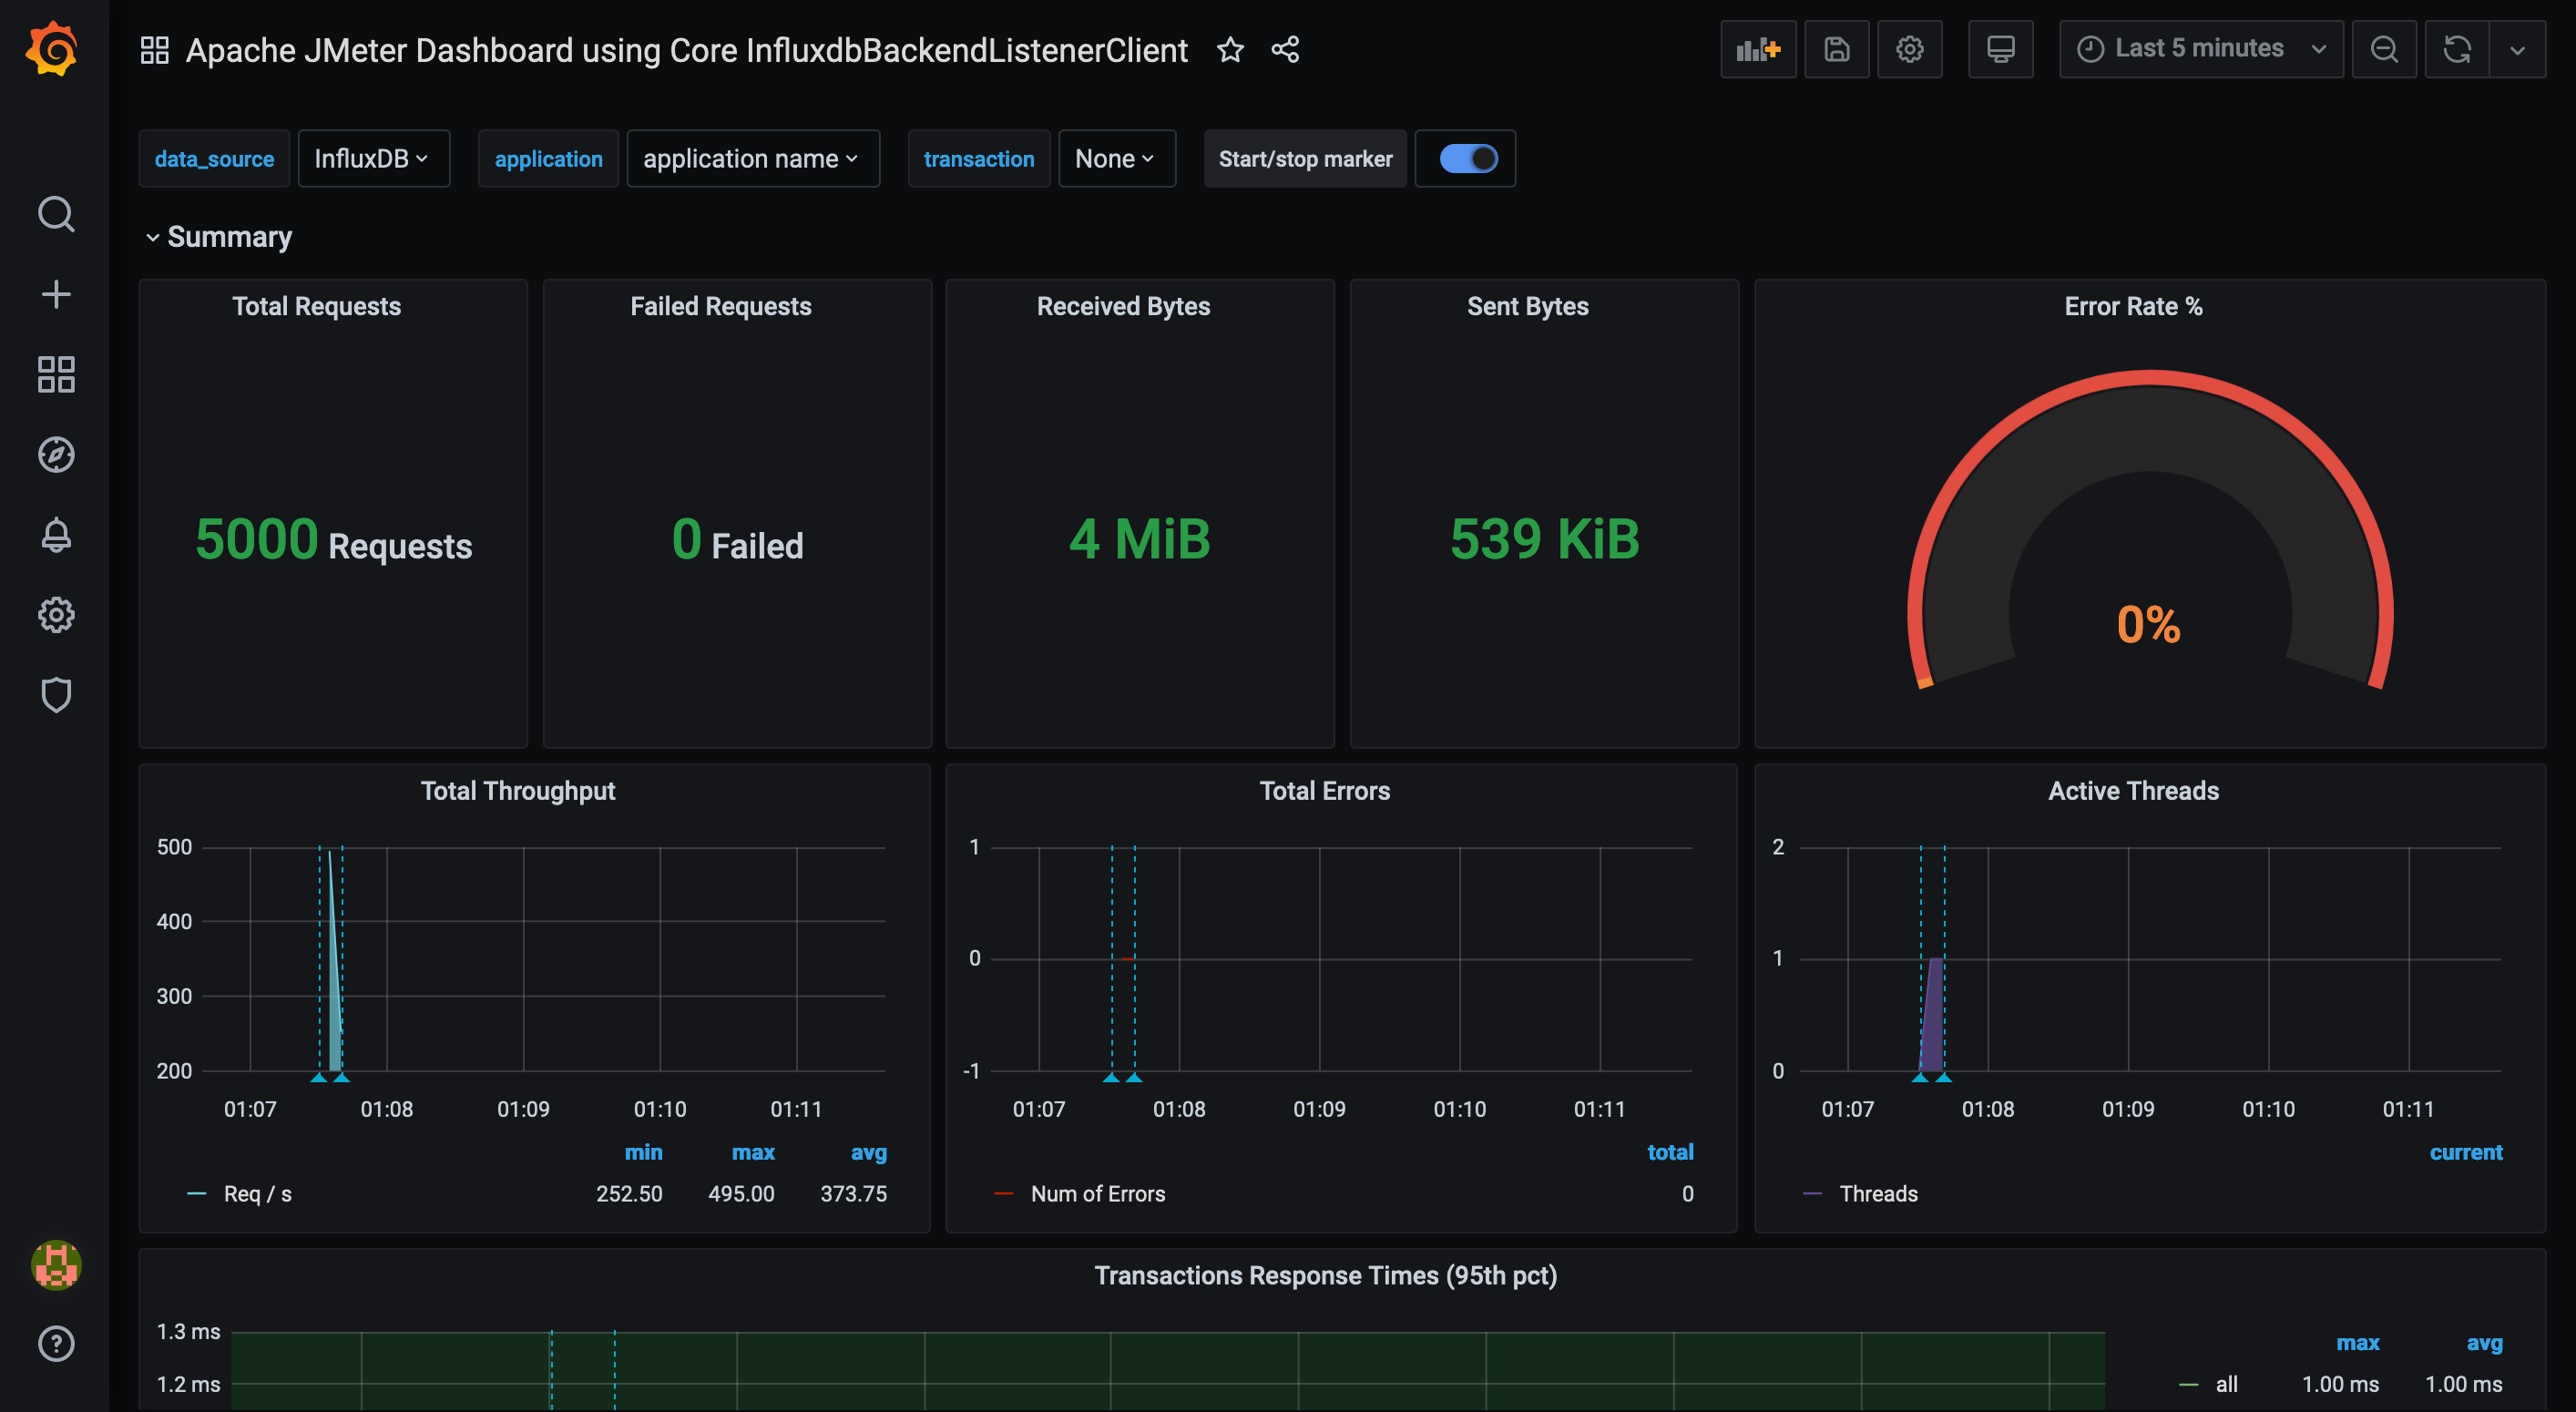 Apache JMeter Dashboard using Core InfluxdbBackendListenerClient
Last 5 minutes
data_source InfluxDB application application name transaction None Start/stop marker
Summary
Total Requests
5000 Requests
Failed Requests
0 Failed
Received Bytes
4 MiB
Sent Bytes
539 KiB
Error Rate %
0%
Total Throughput
500
400
300
200
01:07 01:08 01:09 01:10 01:11
min max avg
Req / s 252.50 495.00 373.75
Total Errors
1
0
-1
01:07 01:08 01:09 01:10 01:11
total
Num of Errors 0
Active Threads
2
1
0
01:07 01:08 01:09 01:10 01:11
current
Threads
Transactions Response Times (95th pct)
1.3 ms
1.2 ms
max avg
all 1.00 ms 1.00 ms